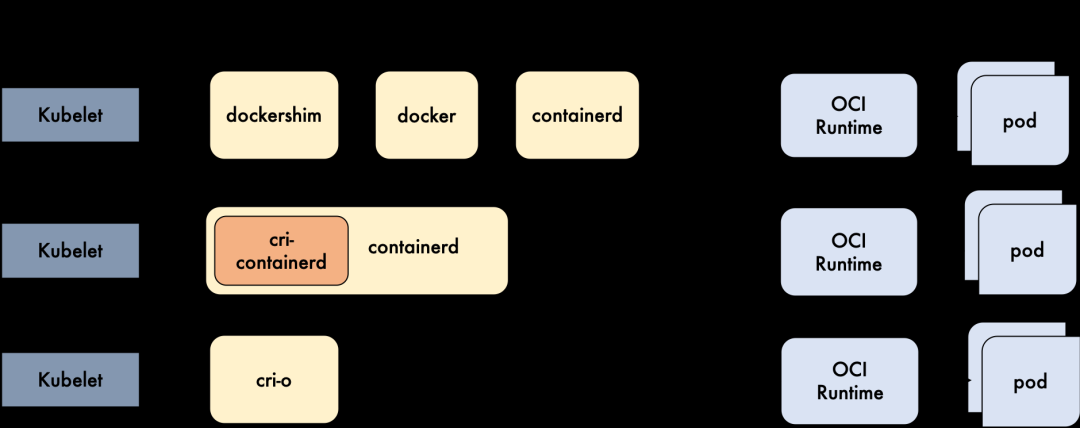 Kubelet
dockershim
docker
containerd
OCI
Runtime
pod
Kubelet
cri-
containerd
containerd
OCI
Runtime
pod
Kubelet
cri-o
OCI
Runtime
pod